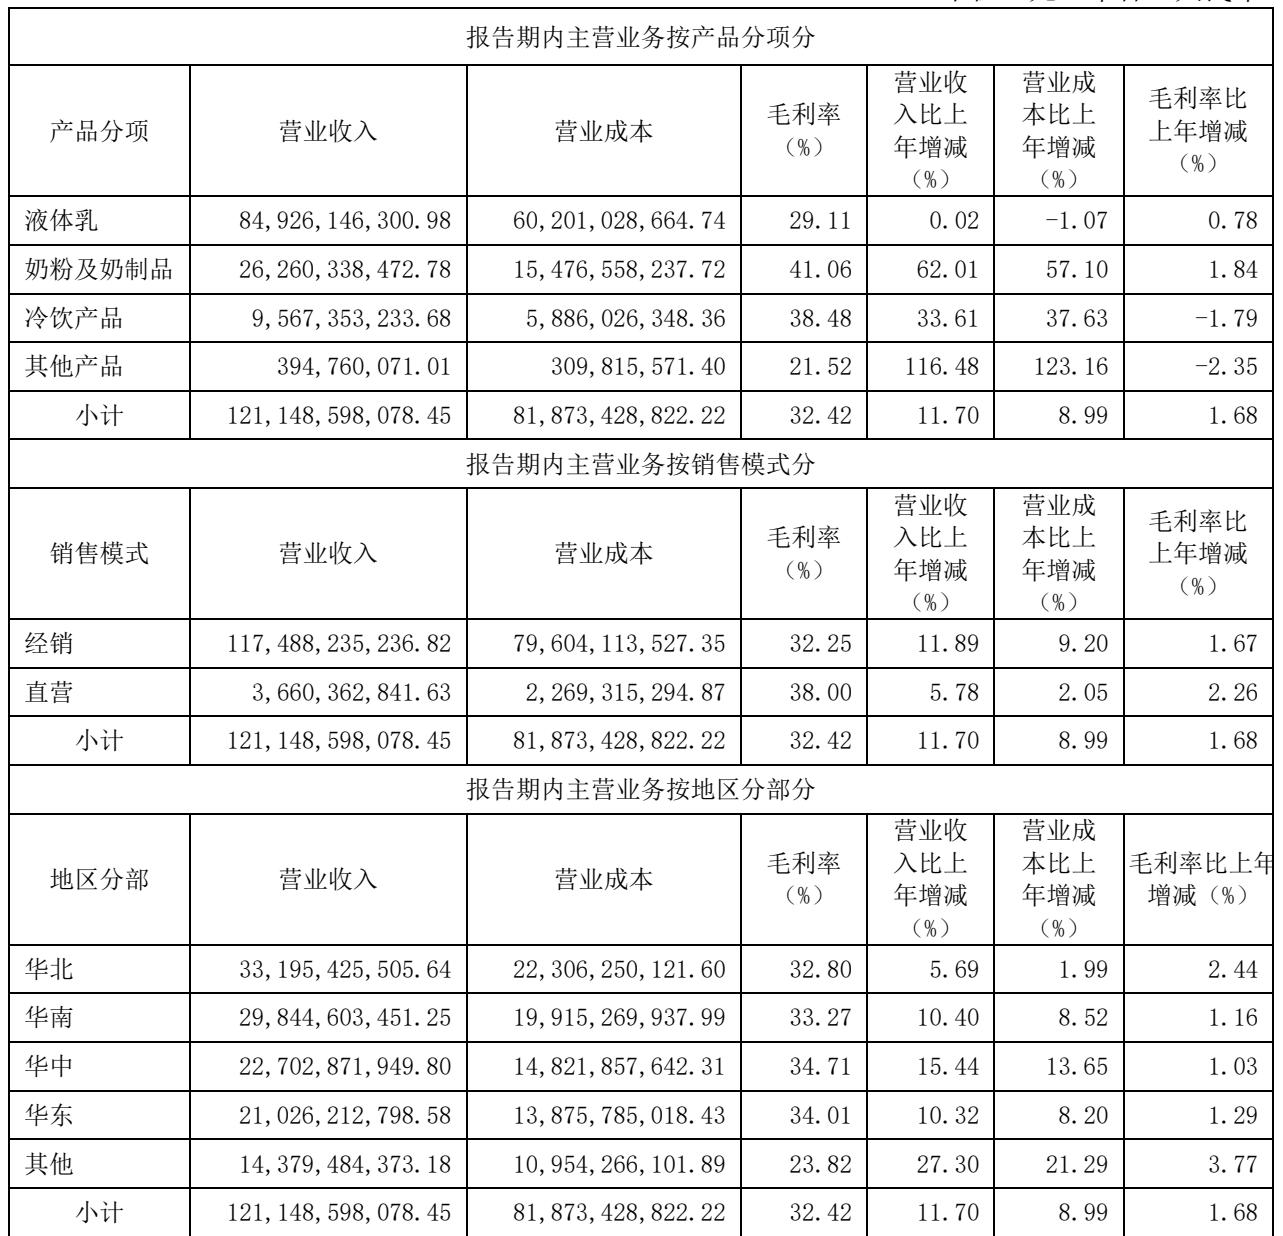 报告期内主营业务按产品分项分
产品分项 营业收入 营业成本 毛利率（%） 营业收入比上年增减（%） 营业成本比上年增减（%） 毛利率比上年增减（%）
液体乳 84,926,146,300.98 60,201,028,664.74 29.11 0.02 -1.07 0.78
奶粉及奶制品 26,260,338,472.78 15,476,558,237.72 41.06 62.01 57.10 1.84
冷饮产品 9,567,353,233.68 5,886,026,348.36 38.48 33.61 37.63 -1.79
其他产品 394,760,071.01 309,815,571.40 21.52 116.48 123.16 -2.35
小计 121,148,598,078.45 81,873,428,822.22 32.42 11.70 8.99 1.68
报告期内主营业务按销售模式分
销售模式 营业收入 营业成本 毛利率（%） 营业收入比上年增减（%） 营业成本比上年增减（%） 毛利率比上年增减（%）
经销 117,488,235,236.82 79,604,113,527.35 32.25 11.89 9.20 1.67
直营 3,660,362,841.63 2,269,315,294.87 38.00 5.78 2.05 2.26
小计 121,148,598,078.45 81,873,428,822.22 32.42 11.70 8.99 1.68
报告期内主营业务按地区分部分
地区分部 营业收入 营业成本 毛利率（%） 营业收入比上年增减（%） 营业成本比上年增减（%） 毛利率比上年增减（%）
华北 33,195,425,505.64 22,306,250,121.60 32.80 5.69 1.99 2.44
华南 29,844,603,451.25 19,915,269,937.99 33.27 10.40 8.52 1.16
华中 22,702,871,949.80 14,821,857,642.31 34.71 15.44 13.65 1.03
华东 21,026,212,798.58 13,875,785,018.43 34.01 10.32 8.20 1.29
其他 14,379,484,373.18 10,954,266,101.89 23.82 27.30 21.29 3.77
小计 121,148,598,078.45 81,873,428,822.22 32.42 11.70 8.99 1.68